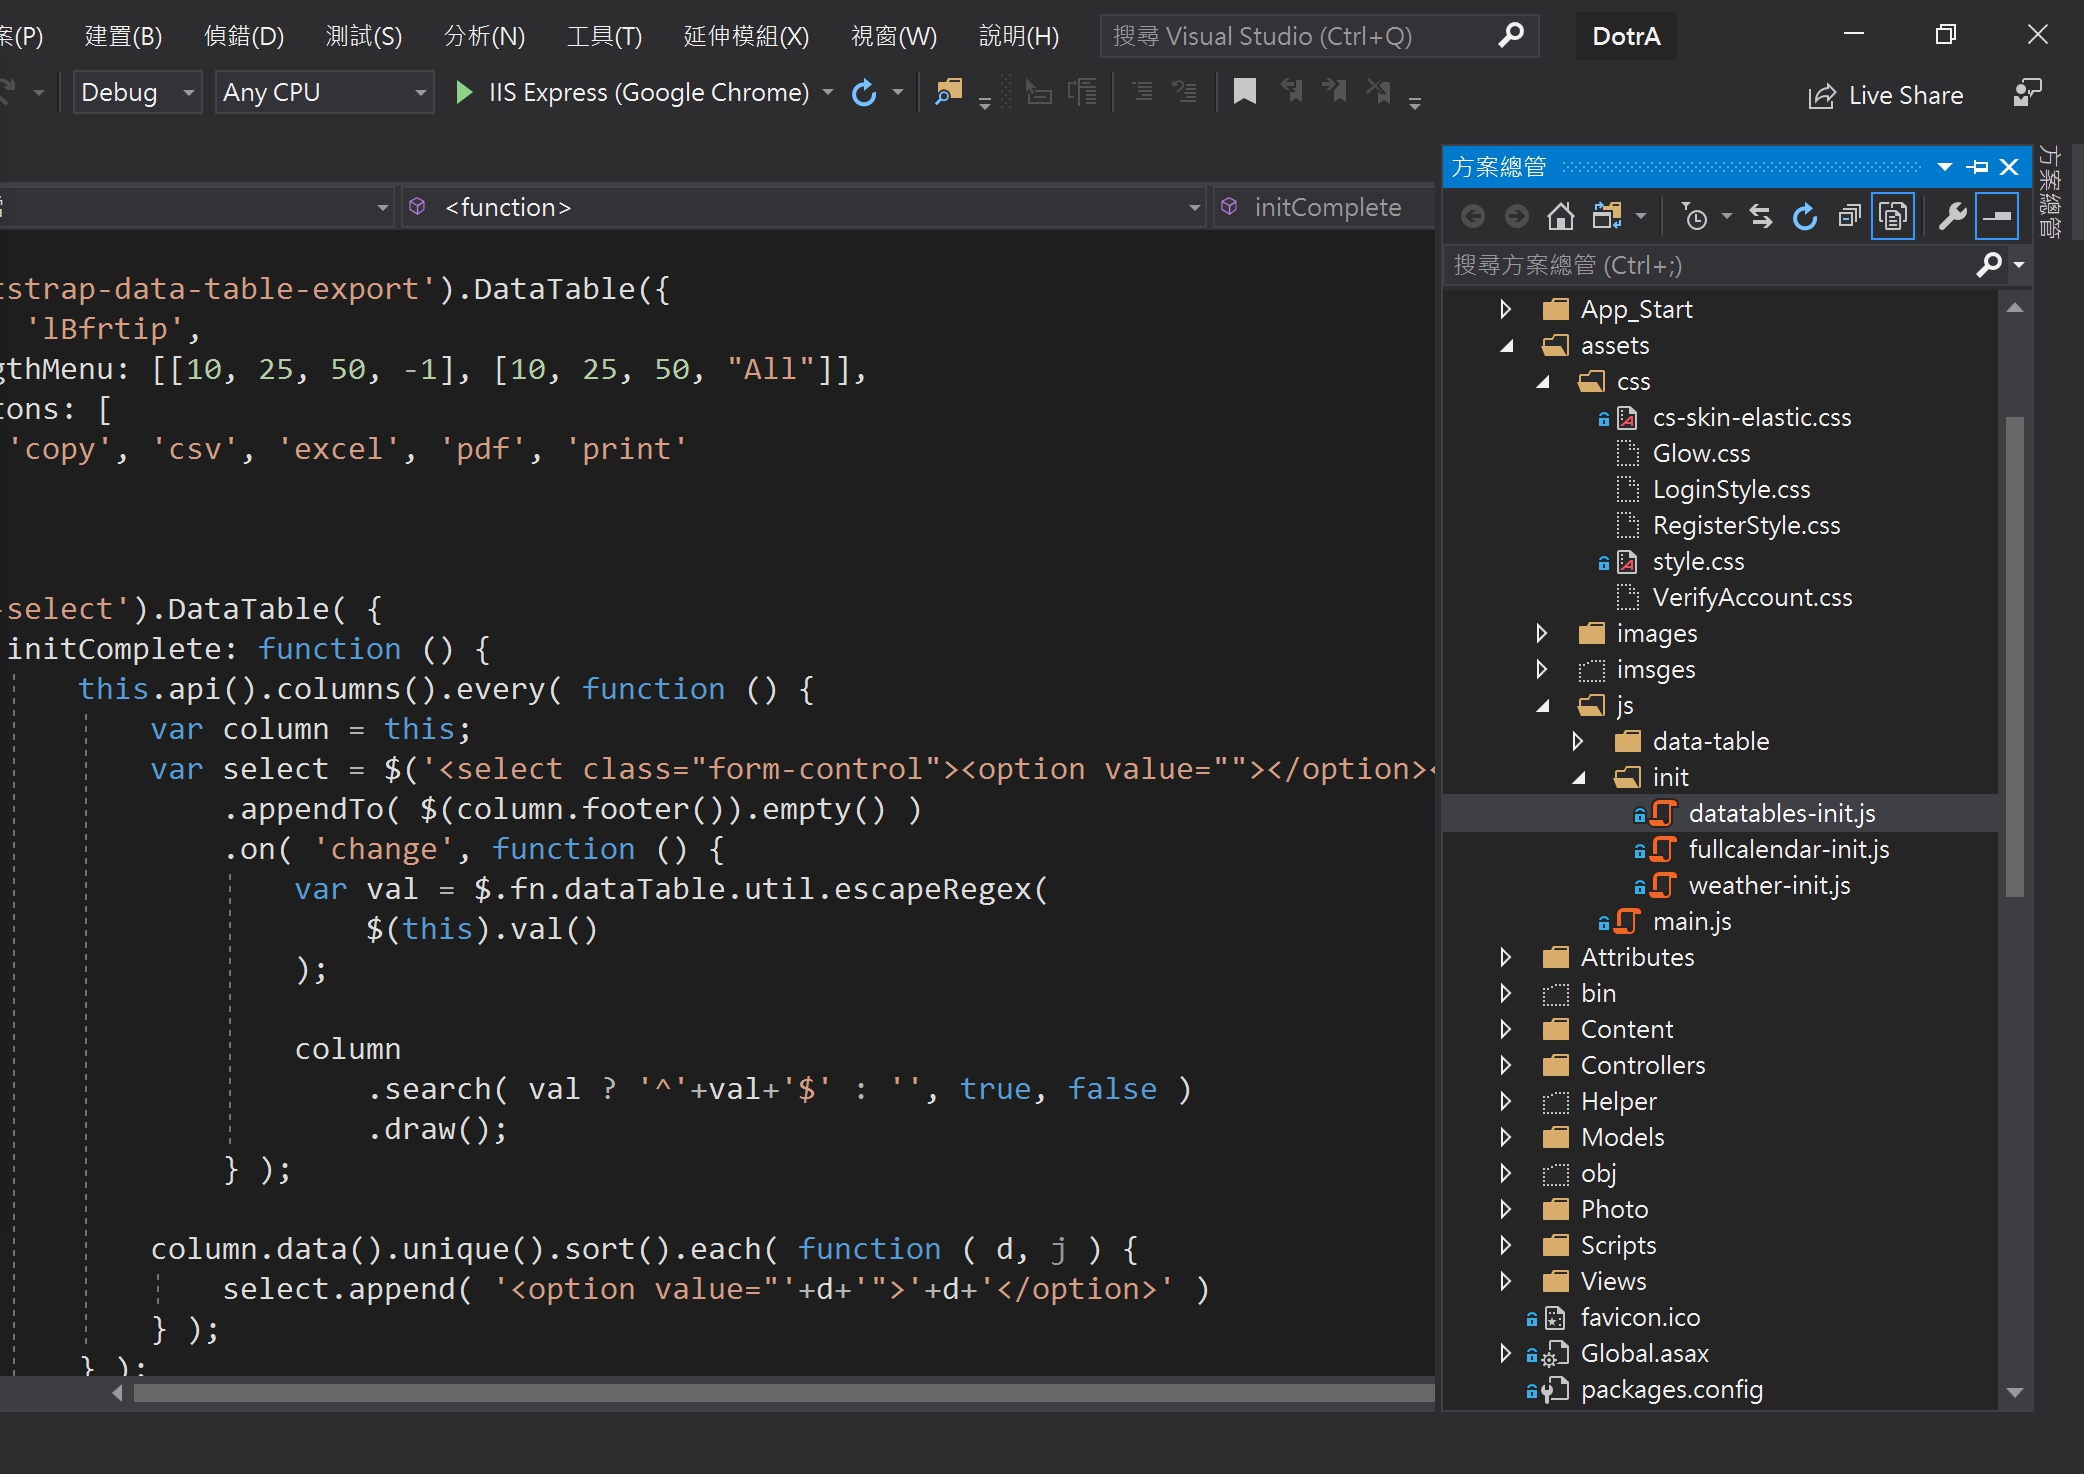 案(P) 建置(B) 偵錯(D) 測試(S) 分析(N) 工具(T) 延伸模組(X) 視窗(W) 說明(H) 搜尋 Visual Studio (Ctrl+Q) DotrA
Debug Any CPU IIS Express (Google Chrome) Live Share
<function> initComplete
tstrap-data-table-export').DataTable({
'lBfrtip',
gthMenu: [[10, 25, 50, -1], [10, 25, 50, "All"]],
tons: [
'copy', 'csv', 'excel', 'pdf', 'print'
-select').DataTable( {
initComplete: function () {
this.api().columns().every( function () {
var column = this;
var select = $('<select class="form-control"><option value=""></option><
.appendTo( $(column.footer()).empty() )
.on( 'change', function () {
var val = $.fn.dataTable.util.escapeRegex(
$(this).val()
);
column
.search( val ? '^'+val+'$' : '', true, false )
.draw();
} );
column.data().unique().sort().each( function ( d, j ) {
select.append( '<option value="'+d+'">'+d+'</option>' )
} );
} );
方案總管
搜尋方案總管 (Ctrl+;)
App_Start
assets
css
cs-skin-elastic.css
Glow.css
LoginStyle.css
RegisterStyle.css
style.css
VerifyAccount.css
images
imsges
js
data-table
init
datatables-init.js
fullcalendar-init.js
weather-init.js
main.js
Attributes
bin
Content
Controllers
Helper
Models
obj
Photo
Scripts
Views
favicon.ico
Global.asax
packages.config
方案總管